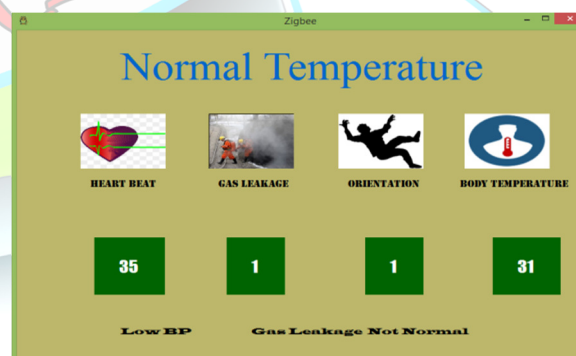 Zigbee
Normal Temperature
HEART BEAT GAS LEAKAGE ORIENTATION BODY TEMPERATURE
35 1 1 31
Low BP Gas Leakage Not Normal